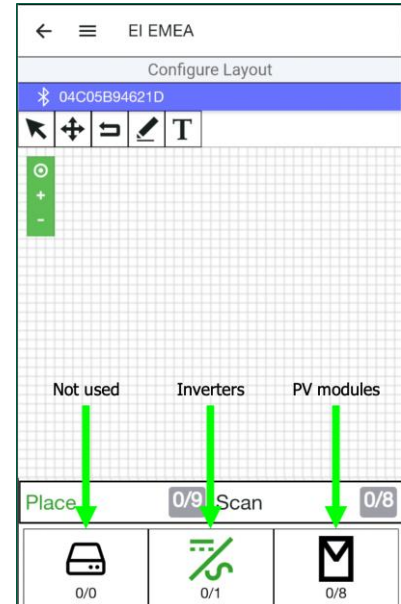 EI EMEA
Configure Layout
04C05B94621D
T
+
-
Not used Inverters PV modules
Place 0/9 Scan 0/8
0/0 0/1 0/8